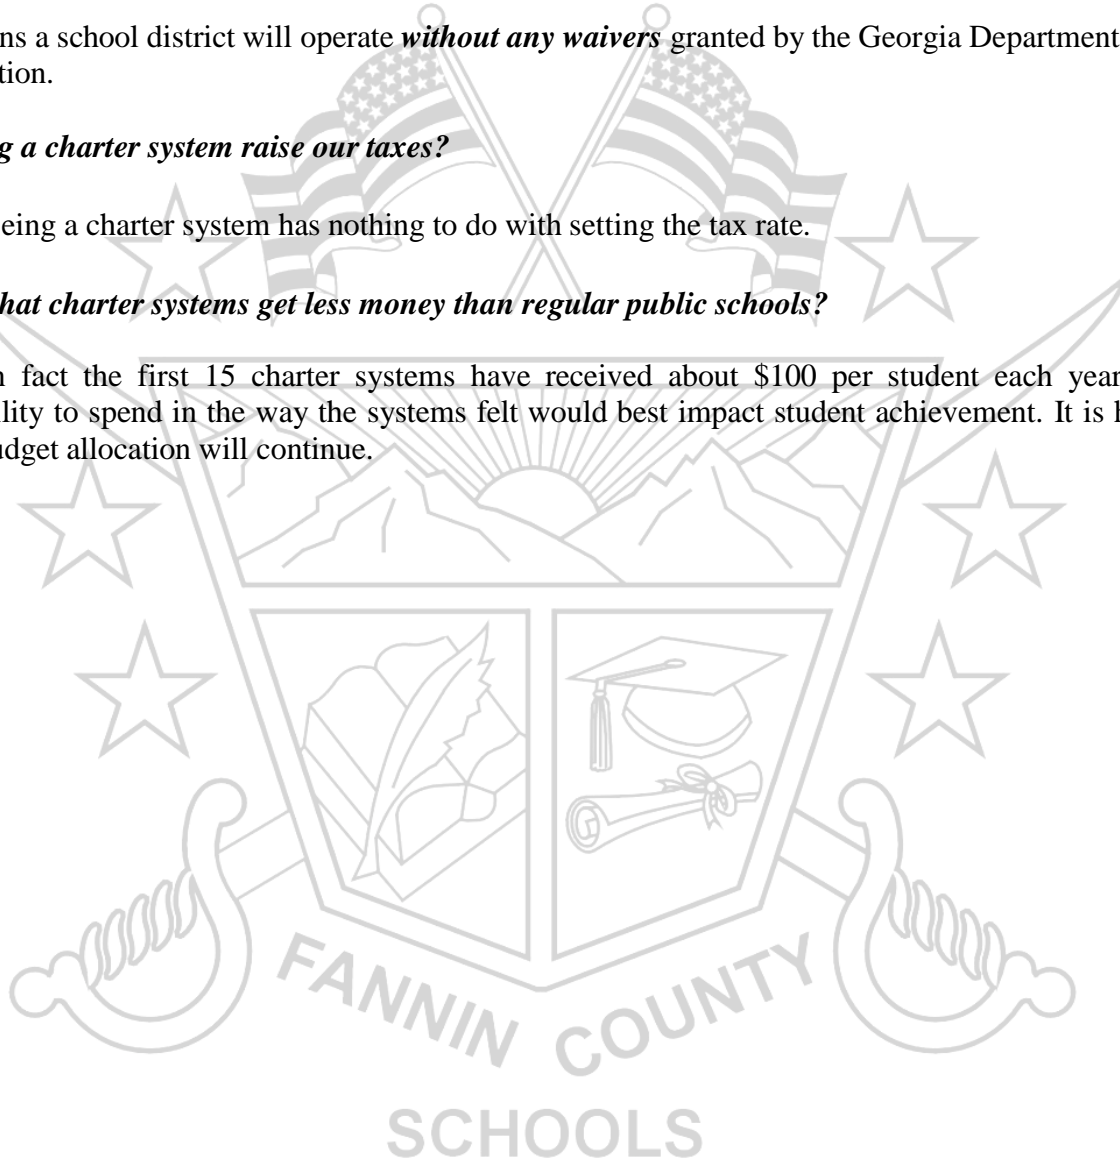 ns a school district will operate without any waivers granted by the Georgia Department
tion.
g a charter system raise our taxes?
eing a charter system has nothing to do with setting the tax rate.
hat charter systems get less money than regular public schools?
n fact the first 15 charter systems have received about $100 per student each year
ility to spend in the way the systems felt would best impact student achievement. It is h
udget allocation will continue.
FANNIN COUNTY
SCHOOLS